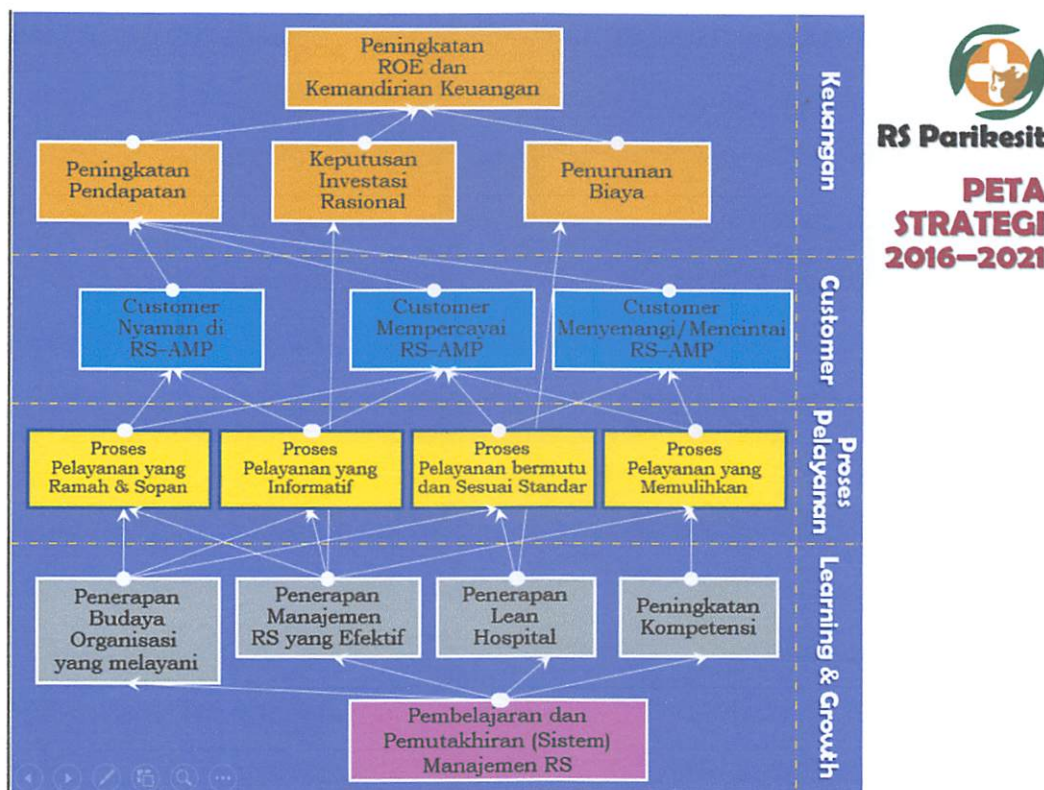 Peningkatan
ROE dan
Kemandirian Keuangan
Peningkatan
Pendapatan
Keputusan
Investasi
Rasional
Penurunan
Biaya
Keuangan
Customer
Nyaman di
RS-AMP
Customer
Mempercayai
RS-AMP
Customer
Menyenangi/Mencintai
RS-AMP
Customer
Proses
Pelayanan yang
Ramah & Sopan
Proses
Pelayanan yang
Informatif
Proses
Pelayanan bermutu
dan Sesuai Standar
Proses
Pelayanan yang
Memulihkan
Proses
Pelayanan
Penerapan
Budaya
Organisasi
yang melayani
Penerapan
Manajemen
RS yang Efektif
Penerapan
Lean
Hospital
Peningkatan
Kompetensi
Learning & Growth
Pembelajaran dan
Pemutakhiran (Sistem)
Manajemen RS
RS Parikesit
PETA
STRATEGI
2016–2021